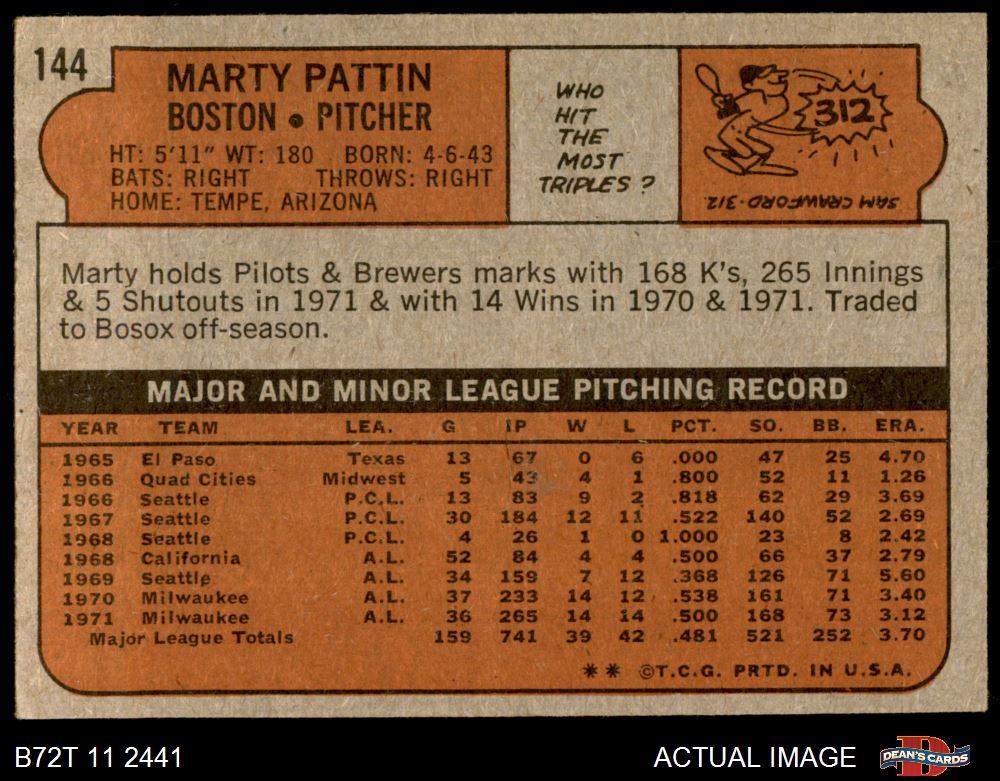 144
MARTY PATTIN
BOSTON • PITCHER
HT: 5'11" WT: 180 BORN: 4-6-43
BATS: RIGHT THROWS: RIGHT
HOME: TEMPE, ARIZONA
WHO
HIT
THE
MOST
TRIPLES ?
312
SAM CRAWFORD-312
Marty holds Pilots & Brewers marks with 168 K's, 265 Innings
& 5 Shutouts in 1971 & with 14 Wins in 1970 & 1971. Traded
to Bosox off-season.
MAJOR AND MINOR LEAGUE PITCHING RECORD
YEAR TEAM LEA. G IP W L PCT. SO. BB. ERA.
1965 El Paso Texas 13 67 0 6 .000 47 25 4.70
1966 Quad Cities Midwest 5 43 4 1 .800 52 11 1.26
1966 Seattle P.C.L. 13 83 9 2 .818 62 29 3.69
1967 Seattle P.C.L. 30 184 12 11 .522 140 52 2.69
1968 Seattle P.C.L. 4 26 1 0 1.000 23 8 2.42
1968 California A.L. 52 84 4 4 .500 66 37 2.79
1969 Seattle A.L. 34 159 7 12 .368 126 71 5.60
1970 Milwaukee A.L. 37 233 14 12 .538 161 71 3.40
1971 Milwaukee A.L. 36 265 14 14 .500 168 73 3.12
Major League Totals 159 741 39 42 .481 521 252 3.70
** ©T.C.G. PRTD. IN U.S.A.
B72T 11 2441
ACTUAL IMAGE
DEAN'S CARDS